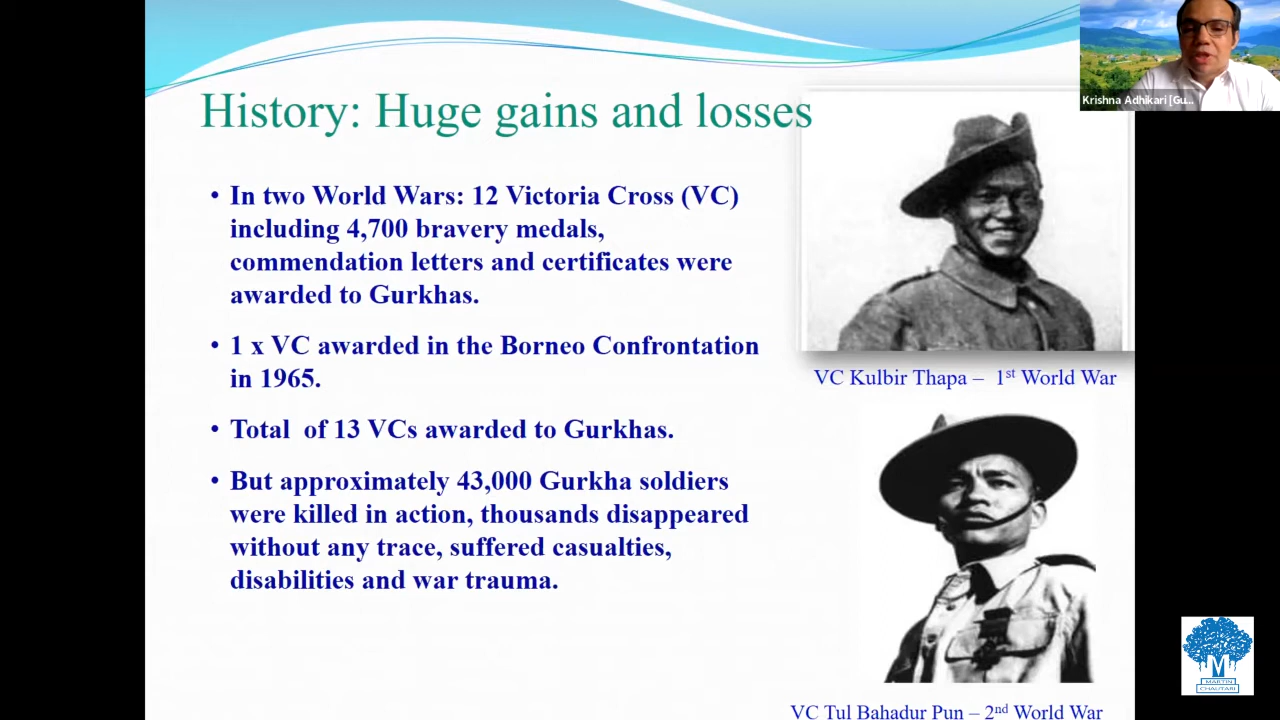 Krishna Adhikari [Gu...
History: Huge gains and losses
• In two World Wars: 12 Victoria Cross (VC)
including 4,700 bravery medals,
commendation letters and certificates were
awarded to Gurkhas.
• 1 x VC awarded in the Borneo Confrontation
in 1965.
• Total of 13 VCs awarded to Gurkhas.
• But approximately 43,000 Gurkha soldiers
were killed in action, thousands disappeared
without any trace, suffered casualties,
disabilities and war trauma.
VC Kulbir Thapa – 1st World War
VC Tul Bahadur Pun – 2nd World War
M
MARTIN
CHAUTARI